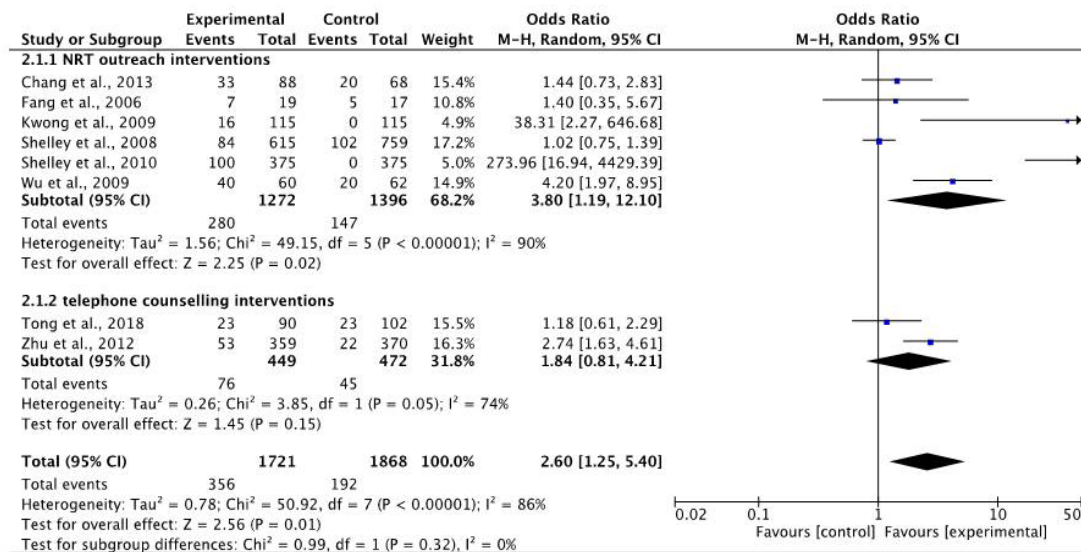 Experimental Control Odds Ratio Odds Ratio
Study or Subgroup Events Total Events Total Weight M-H, Random, 95% CI M-H, Random, 95% CI
2.1.1 NRT outreach interventions
Chang et al., 2013 33 88 20 68 15.4% 1.44 [0.73, 2.83]
Fang et al., 2006 7 19 5 17 10.8% 1.40 [0.35, 5.67]
Kwong et al., 2009 16 115 0 115 4.9% 38.31 [2.27, 646.68]
Shelley et al., 2008 84 615 102 759 17.2% 1.02 [0.75, 1.39]
Shelley et al., 2010 100 375 0 375 5.0% 273.96 [16.94, 4429.39]
Wu et al., 2009 40 60 20 62 14.9% 4.20 [1.97, 8.95]
Subtotal (95% CI) 1272 1396 68.2% 3.80 [1.19, 12.10]
Total events 280 147
Heterogeneity: Tau² = 1.56; Chi² = 49.15, df = 5 (P < 0.00001); I² = 90%
Test for overall effect: Z = 2.25 (P = 0.02)
2.1.2 telephone counselling interventions
Tong et al., 2018 23 90 23 102 15.5% 1.18 [0.61, 2.29]
Zhu et al., 2012 53 359 22 370 16.3% 2.74 [1.63, 4.61]
Subtotal (95% CI) 449 472 31.8% 1.84 [0.81, 4.21]
Total events 76 45
Heterogeneity: Tau² = 0.26; Chi² = 3.85, df = 1 (P = 0.05); I² = 74%
Test for overall effect: Z = 1.45 (P = 0.15)
Total (95% CI) 1721 1868 100.0% 2.60 [1.25, 5.40]
Total events 356 192
Heterogeneity: Tau² = 0.78; Chi² = 50.92, df = 7 (P < 0.00001); I² = 86%
Test for overall effect: Z = 2.56 (P = 0.01)
Test for subgroup differences: Chi² = 0.99, df = 1 (P = 0.32), I² = 0%
0.02 0.1 1 10 50
Favours [control] Favours [experimental]